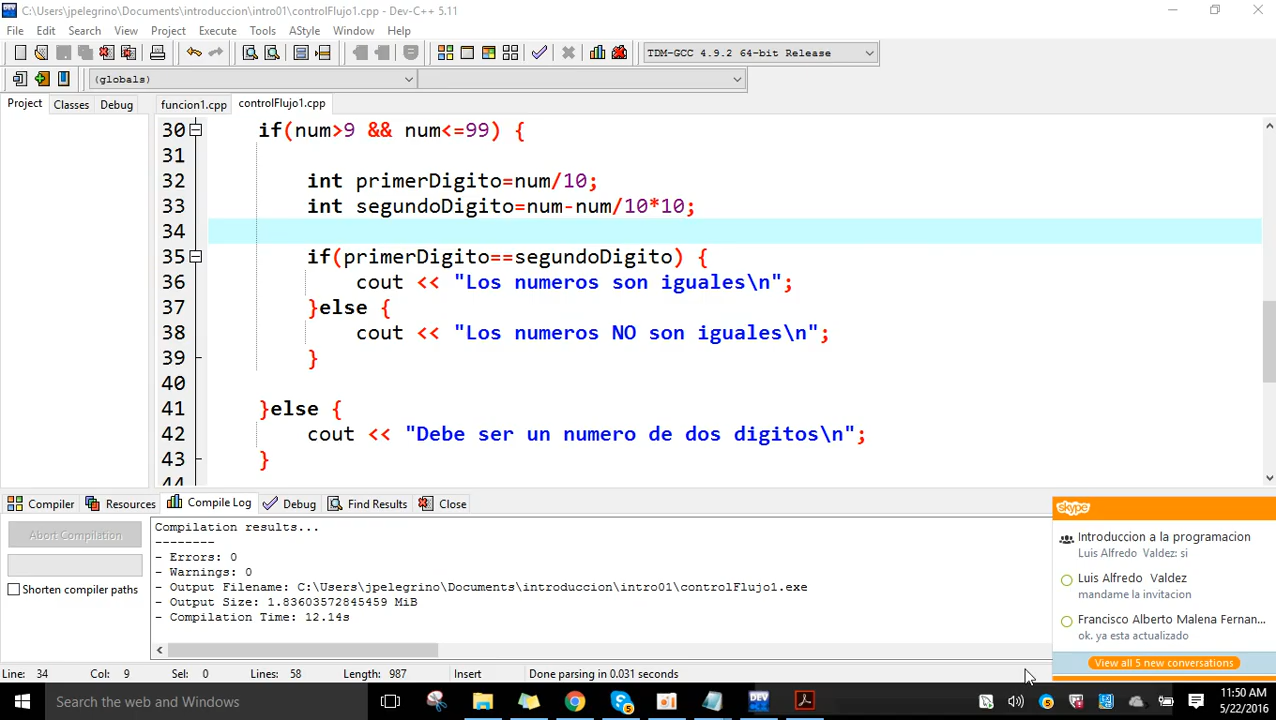 C:\Users\jpelegrino\Documents\introduccion\intro01\controlFlujo1.cpp - Dev-C++ 5.11
File Edit Search View Project Execute Tools AStyle Window Help
TDM-GCC 4.9.2 64-bit Release
(globals)
Project Classes Debug funcion1.cpp controlFlujo1.cpp
30 if(num>9 && num<=99) {
31
32 int primerDigito=num/10;
33 int segundoDigito=num-num/10*10;
34
35 if(primerDigito==segundoDigito) {
36 cout << "Los numeros son iguales\n";
37 }else {
38 cout << "Los numeros NO son iguales\n";
39 }
40
41 }else {
42 cout << "Debe ser un numero de dos digitos\n";
43 }
44
Compiler Resources Compile Log Debug Find Results Close
Abort Compilation
Shorten compiler paths
Compilation results...
--------
- Errors: 0
- Warnings: 0
- Output Filename: C:\Users\jpelegrino\Documents\introduccion\intro01\controlFlujo1.exe
- Output Size: 1.83603572845459 MiB
- Compilation Time: 12.14s
skype
Introduccion a la programacion
Luis Alfredo Valdez: si
Luis Alfredo Valdez
mandame la invitacion
Francisco Alberto Malena Fernan...
ok. ya esta actualizado
View all 5 new conversations
Line: 34 Col: 9 Sel: 0 Lines: 58 Length: 987 Insert Done parsing in 0.031 seconds
Search the web and Windows
DEV
5
11:50 AM
5/22/2016